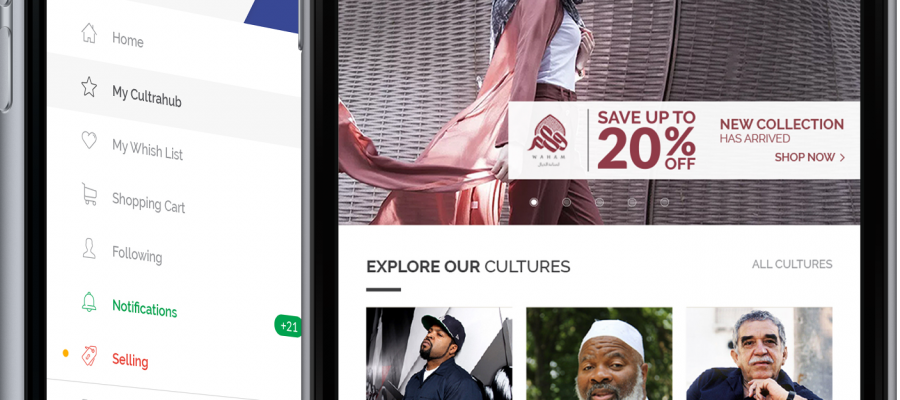 Home
My Cultrahub
My Whish List
Shopping Cart
Following
Notifications
+21
Selling
SAVE UP TO
20%
OFF
NAHAM
NEW COLLECTION
HAS ARRIVED
SHOP NOW >
EXPLORE OUR CULTURES
ALL CULTURES